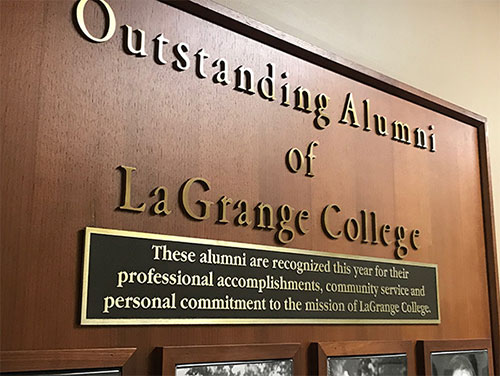 Outstanding Alumni
of
LaGrange College
These alumni are recognized this year for their
professional accomplishments, community service and
personal commitment to the mission of LaGrange College.